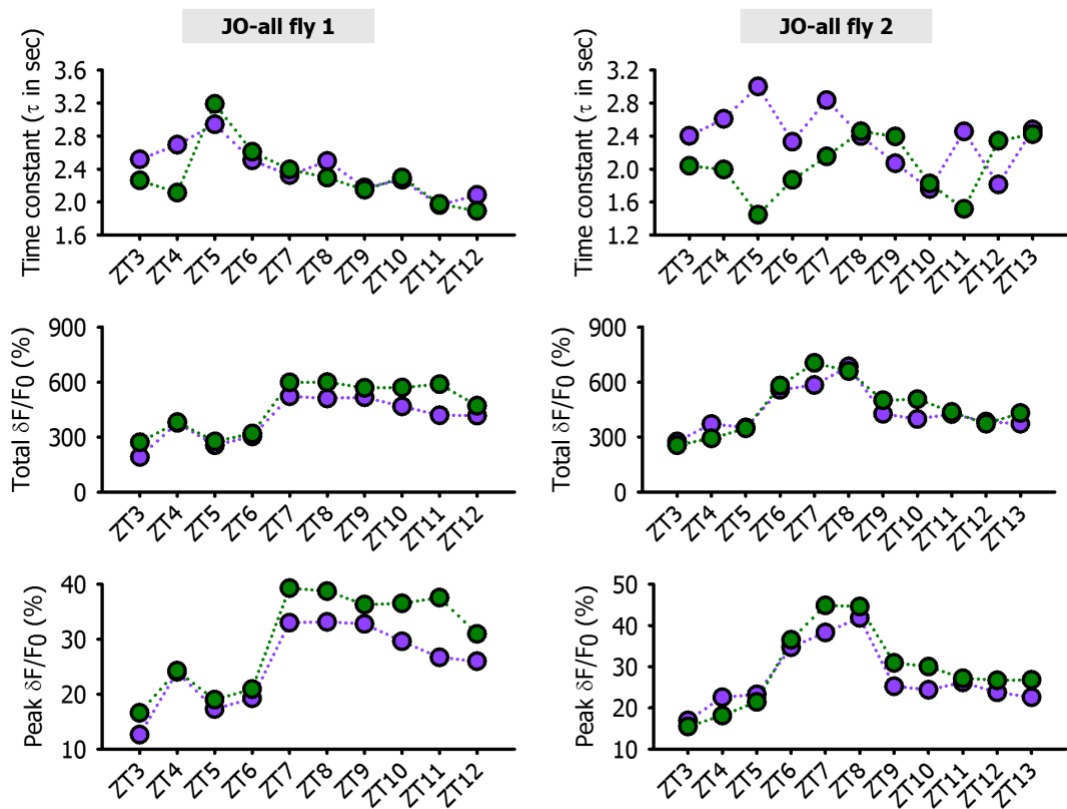 JO-all fly 1
JO-all fly 2
Time constant (τ in sec)
3.6
3.2
2.8
2.4
2.0
1.6
ZT3 ZT4 ZT5 ZT6 ZT7 ZT8 ZT9 ZT10 ZT11 ZT12
Time constant (τ in sec)
3.2
2.8
2.4
2.0
1.6
1.2
ZT3 ZT4 ZT5 ZT6 ZT7 ZT8 ZT9 ZT10 ZT11 ZT12 ZT13
Total δF/F0 (%)
900
600
300
0
ZT3 ZT4 ZT5 ZT6 ZT7 ZT8 ZT9 ZT10 ZT11 ZT12
Total δF/F0 (%)
900
600
300
0
ZT3 ZT4 ZT5 ZT6 ZT7 ZT8 ZT9 ZT10 ZT11 ZT12 ZT13
Peak δF/F0 (%)
40
30
20
10
ZT3 ZT4 ZT5 ZT6 ZT7 ZT8 ZT9 ZT10 ZT11 ZT12
Peak δF/F0 (%)
50
40
30
20
10
ZT3 ZT4 ZT5 ZT6 ZT7 ZT8 ZT9 ZT10 ZT11 ZT12 ZT13